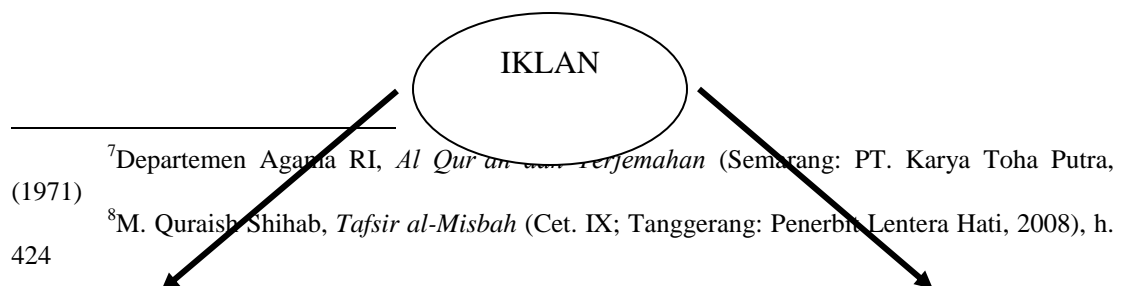 IKLAN
⁷Departemen Agama RI, Al Qur'an dan Terjemahan (Semarang: PT. Karya Toha Putra,
(1971)
⁸M. Quraish Shihab, Tafsir al-Misbah (Cet. IX; Tanggerang: Penerbit Lentera Hati, 2008), h.
424